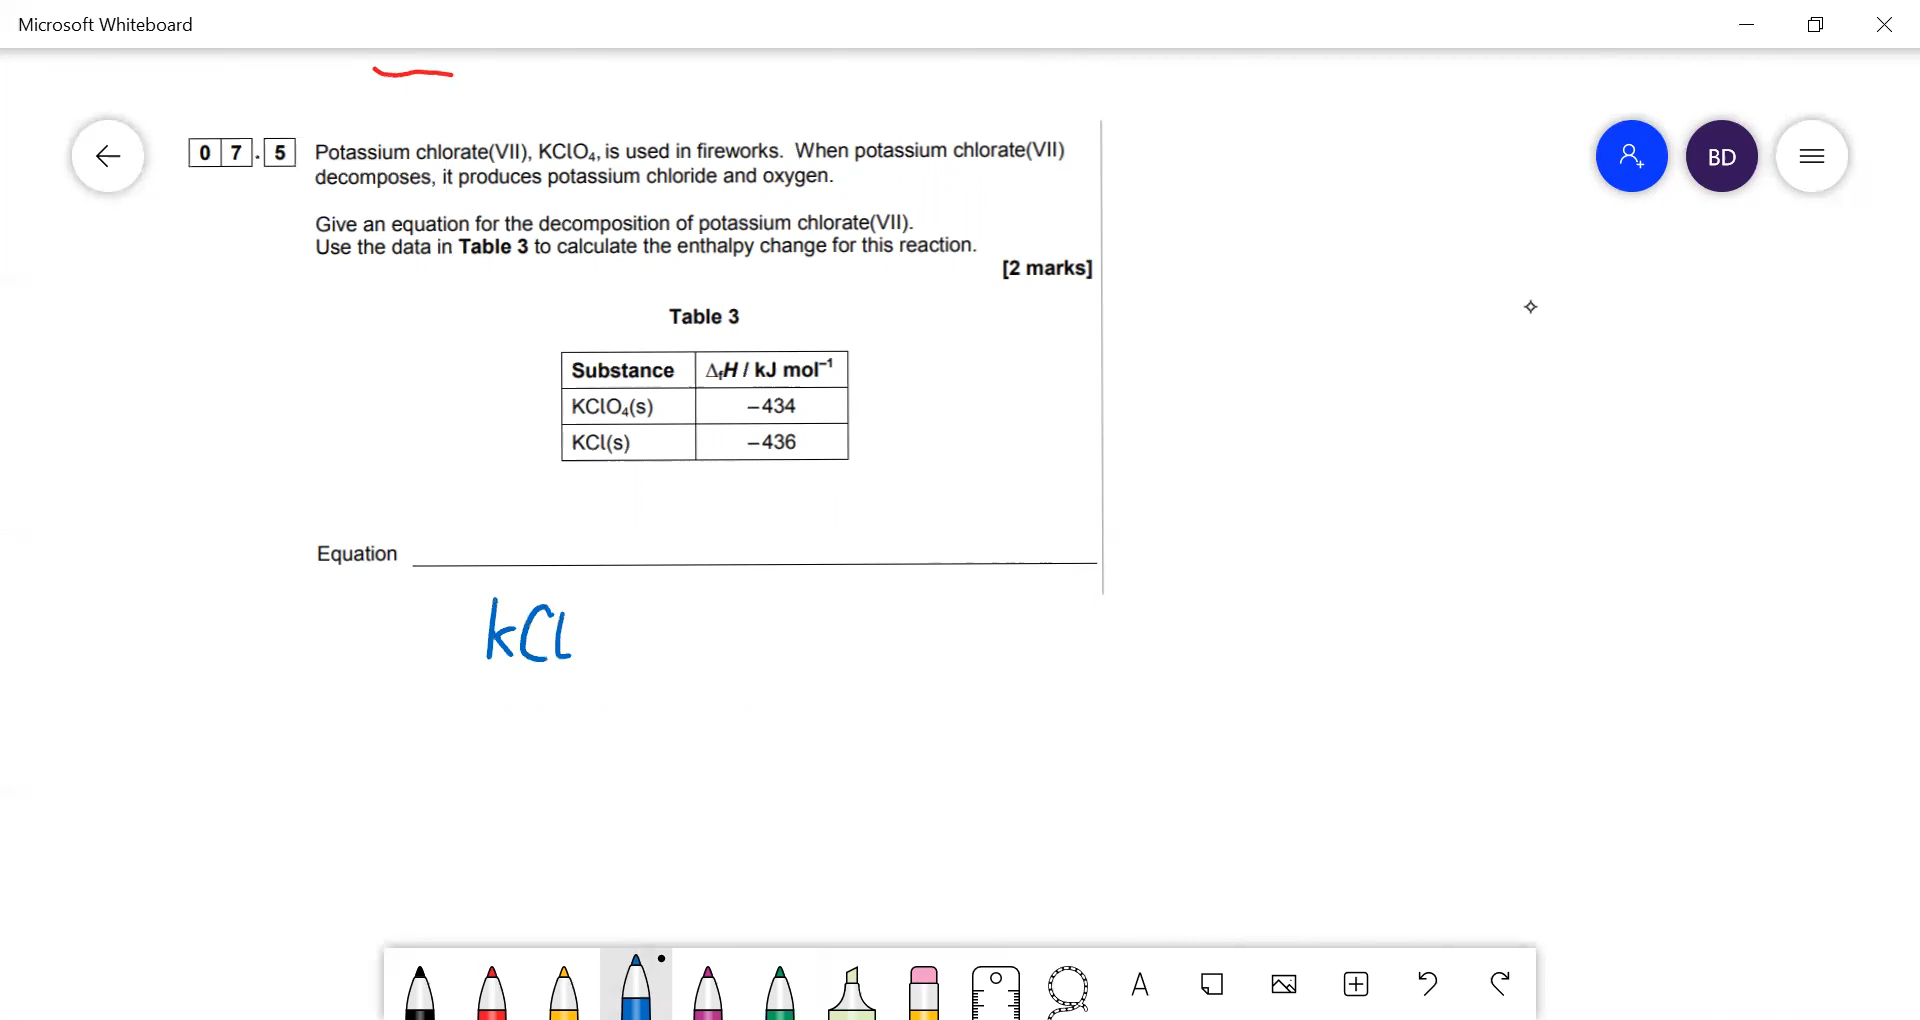 Microsoft Whiteboard
0 7 . 5 Potassium chlorate(VII), KClO₄, is used in fireworks. When potassium chlorate(VII)
decomposes, it produces potassium chloride and oxygen.
Give an equation for the decomposition of potassium chlorate(VII).
Use the data in Table 3 to calculate the enthalpy change for this reaction.
[2 marks]
Table 3
Substance ΔfH / kJ mol⁻¹
KClO₄(s) −434
KCl(s) −436
Equation
kCl
BD
A